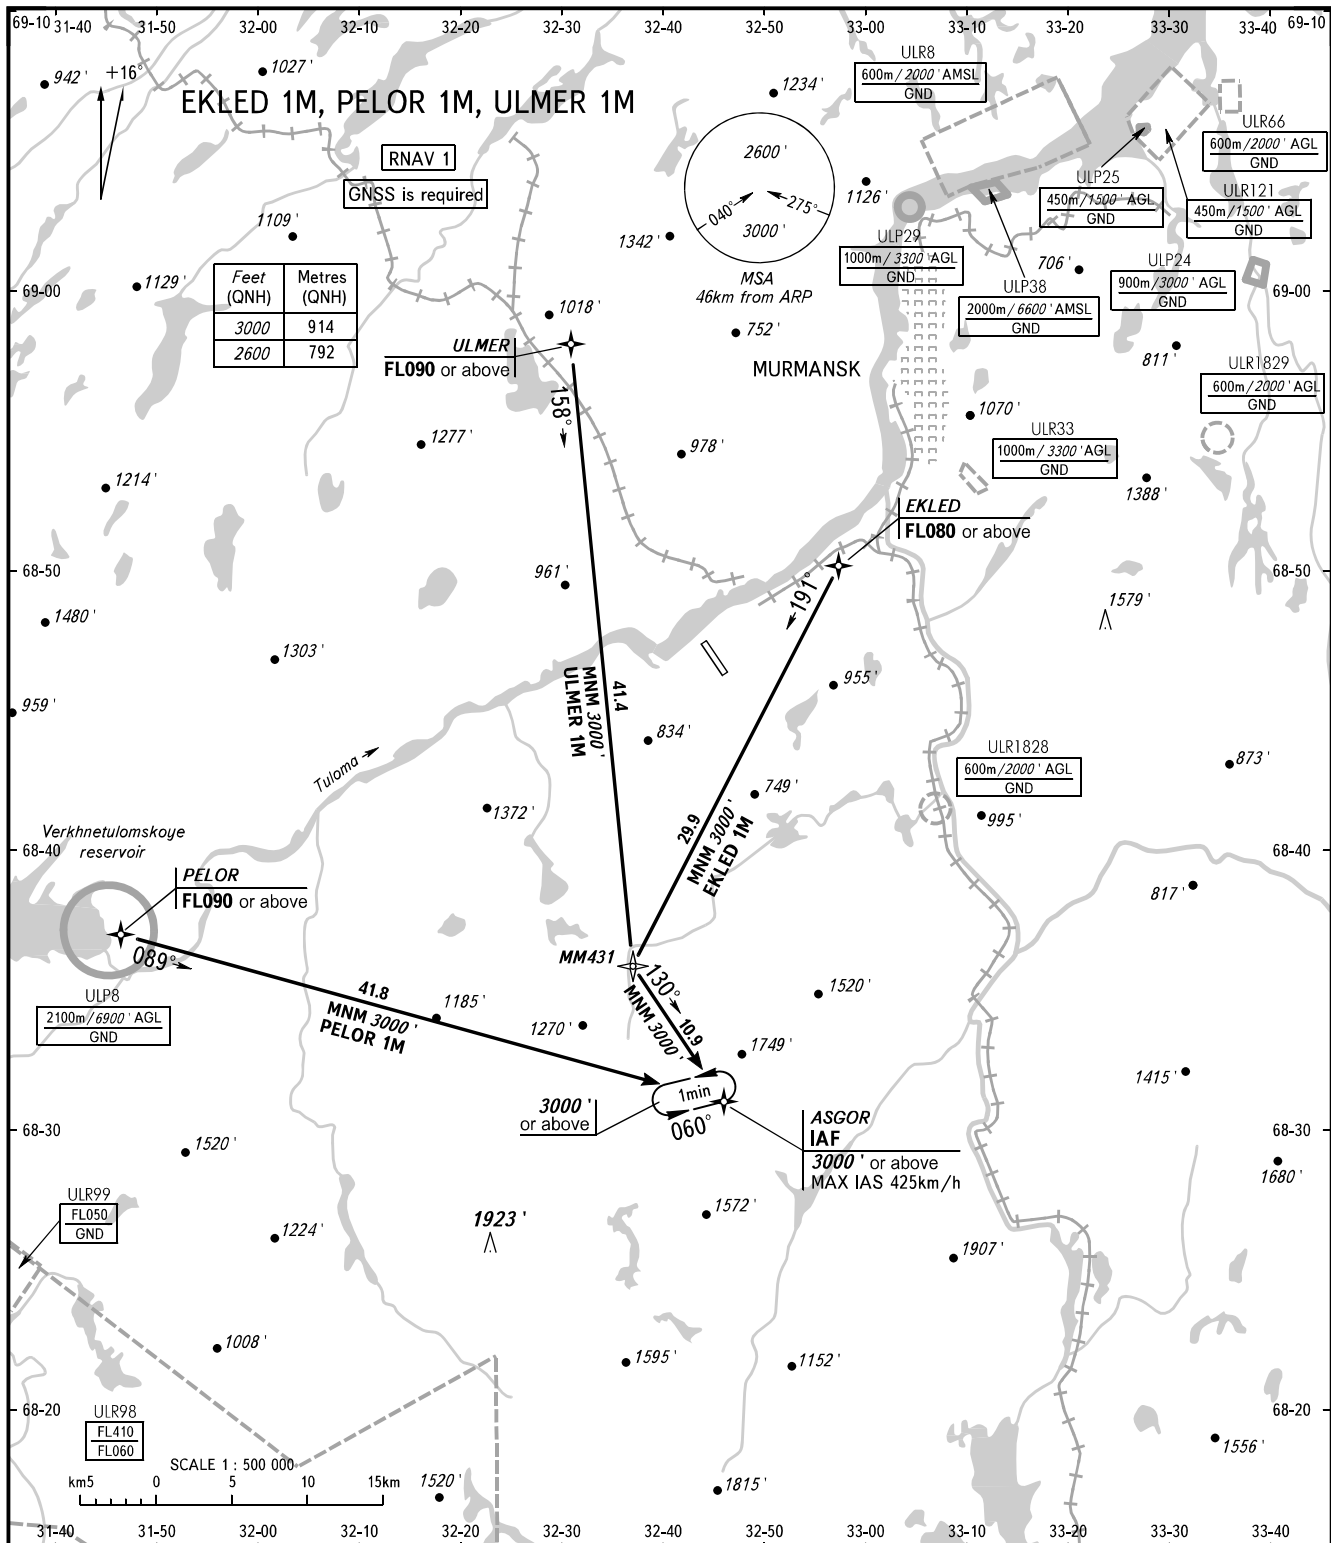 69-10
31-40
31-50
32-00
32-10
32-20
32-30
32-40
32-50
33-00
33-10
33-20
33-30
33-40
69-10
+16°
942'
1027'
EKLED 1M, PELOR 1M, ULMER 1M
1234'
ULR8
600m/2000' AMSL
GND
RNAV 1
GNSS is required
2600'
040°
275°
3000'
MSA
46km from ARP
1126'
ULR66
600m/2000' AGL
GND
ULP25
450m/1500' AGL
GND
ULR121
450m/1500' AGL
GND
1109'
1342'
ULP29
1000m/3300' AGL
GND
706'
ULP24
900m/3000' AGL
GND
1129'
Feet
(QNH)
Metres
(QNH)
3000
914
2600
792
69-00
69-00
ULP38
2000m/6600' AMSL
GND
1018'
752'
811'
ULMER
FL090 or above
MURMANSK
ULR1829
600m/2000' AGL
GND
158°
1070'
1277'
978'
ULR33
1000m/3300' AGL
GND
1214'
1388'
EKLED
FL080 or above
68-50
961'
191°
68-50
1480'
1579'
1303'
955'
959'
41.4
MNM 3000'
ULMER 1M
834'
Tuloma
ULR1828
600m/2000' AGL
GND
873'
749'
1372'
995'
29.9
MNM 3000'
EKLED 1M
Verkhnetulomskoye
reservoir
68-40
68-40
PELOR
FL090 or above
817'
089°
MM431
130°
MNM 3000'
10.9
ULP8
2100m/6900' AGL
GND
41.8
MNM 3000'
PELOR 1M
1185'
1270'
1520'
1749'
1415'
1min
060°
3000'
or above
ASGOR
IAF
3000' or above
MAX IAS 425km/h
68-30
68-30
1520'
1680'
ULR99
FL050
GND
1224'
1923'
1572'
1907'
1008'
1595'
1152'
68-20
68-20
ULR98
FL410
FL060
1556'
SCALE 1 : 500 000
km5
0
5
10
15km
1520'
1815'
31-40
31-50
32-00
32-10
32-20
32-30
32-40
32-50
33-00
33-10
33-20
33-30
33-40